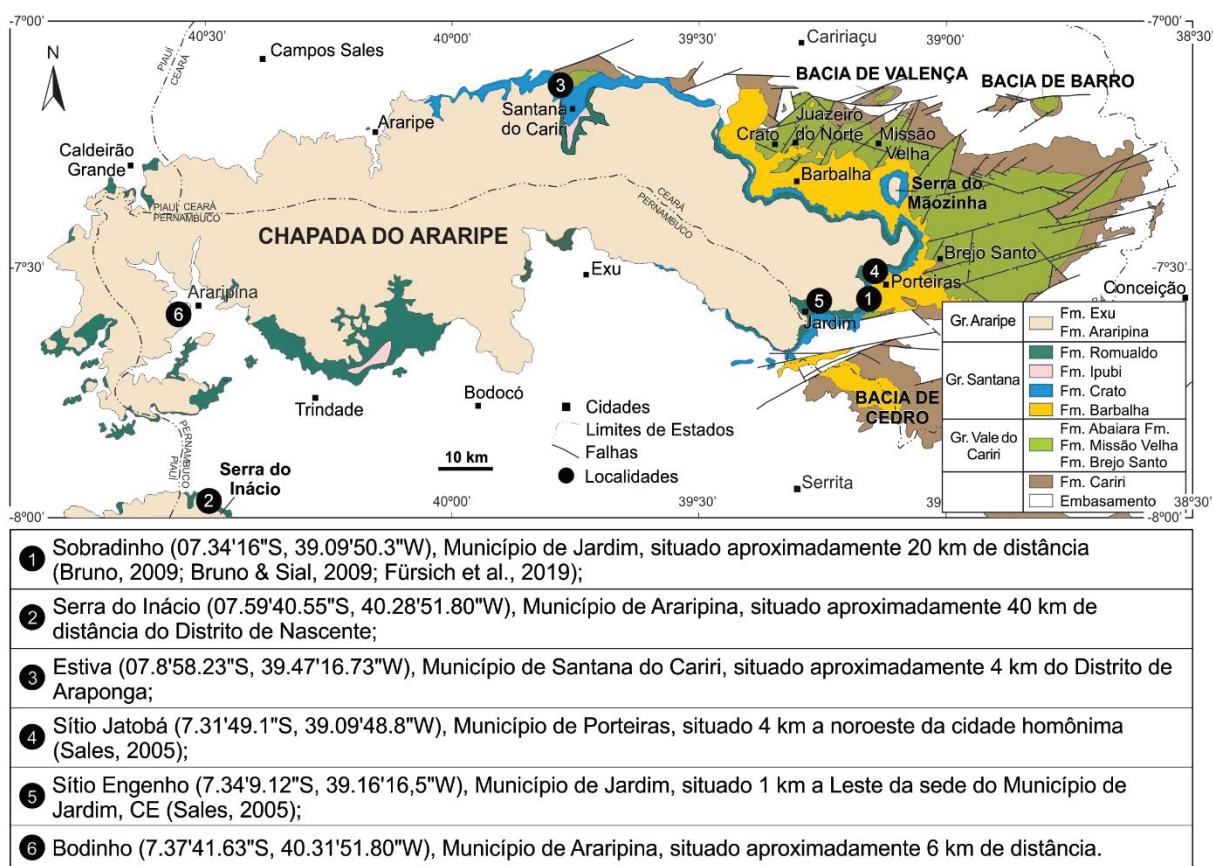 -7°00'
40°30'
40°00'
39°30'
39°00'
-7°00'
38°30'
N
PIAUÍ
CEARÁ
Campos Sales
Caririaçu
BACIA DE VALENÇA
BACIA DE BARRO
3
Santana
do Cariri
Araripe
Juazeiro
do Norte
Crato
Missão
Velha
Caldeirão
Grande
Barbalha
Serra do
Mãozinha
PIAUÍ CEARÁ
PERNAMBUCO
CEARÁ
PERNAMBUCO
CHAPADA DO ARARIPE
Brejo Santo
-7°30'
Exu
4
Porteiras
-7°30'
Araripina
6
5
1
Conceição
Jardim
Trindade
Bodocó
BACIA DE
CEDRO
PERNAMBUCO
PIAUÍ
Serra do
Inácio
2
10 km
Cidades
Limites de Estados
Falhas
Localidades
Serrita
Gr. Araripe
Fm. Exu
Fm. Araripina
Gr. Santana
Fm. Romualdo
Fm. Ipubi
Fm. Crato
Fm. Barbalha
Gr. Vale do
Cariri
Fm. Abaiara Fm.
Fm. Missão Velha
Fm. Brejo Santo
Fm. Cariri
Embasamento
-8°00'
40°30'
40°00'
39°30'
39°00'
-8°00'
38°30'
1 Sobradinho (07.34'16"S, 39.09'50.3"W), Município de Jardim, situado aproximadamente 20 km de distância
(Bruno, 2009; Bruno & Sial, 2009; Fürsich et al., 2019);
2 Serra do Inácio (07.59'40.55"S, 40.28'51.80"W), Município de Araripina, situado aproximadamente 40 km de
distância do Distrito de Nascente;
3 Estiva (07.8'58.23"S, 39.47'16.73"W), Município de Santana do Cariri, situado aproximadamente 4 km do Distrito de
Araponga;
4 Sítio Jatobá (7.31'49.1"S, 39.09'48.8"W), Município de Porteiras, situado 4 km a noroeste da cidade homônima
(Sales, 2005);
5 Sítio Engenho (7.34'9.12"S, 39.16'16,5"W), Município de Jardim, situado 1 km a Leste da sede do Município de
Jardim, CE (Sales, 2005);
6 Bodinho (7.37'41.63"S, 40.31'51.80"W), Município de Araripina, situado aproximadamente 6 km de distância.